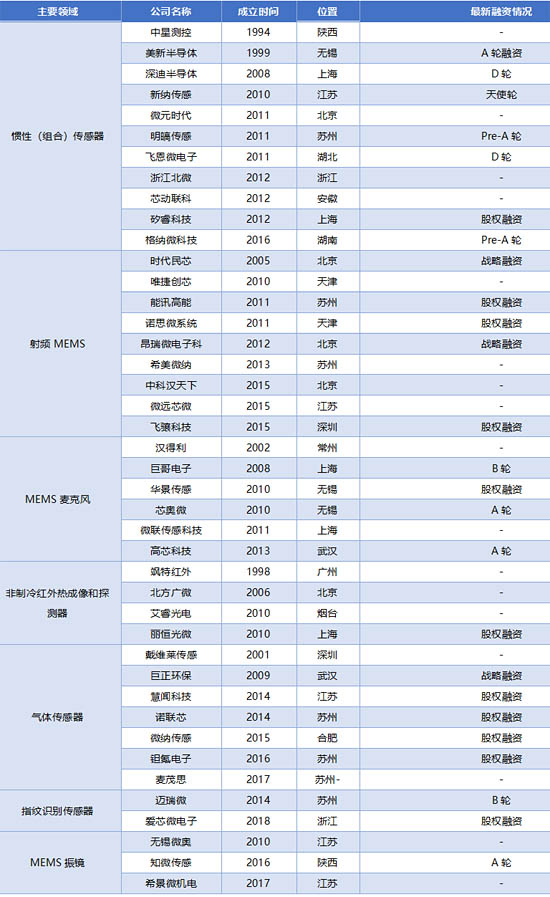 主要领域 公司名称 成立时间 位置 最新融资情况
惯性（组合）传感器 中星测控 1994 陕西 -
美新半导体 1999 无锡 A 轮融资
深迪半导体 2008 上海 D 轮
新纳传感 2010 江苏 天使轮
微元时代 2011 北京 -
明皜传感 2011 苏州 Pre-A 轮
飞恩微电子 2011 湖北 D 轮
浙江北微 2012 浙江 -
芯动联科 2012 安徽 -
矽睿科技 2012 上海 股权融资
格纳微科技 2016 湖南 Pre-A 轮
射频 MEMS 时代民芯 2005 北京 战略融资
唯捷创芯 2010 天津 -
能讯高能 2011 苏州 股权融资
诺思微系统 2011 天津 股权融资
昂瑞微电子科 2012 北京 战略融资
希美微纳 2013 苏州 -
中科汉天下 2015 北京 -
微远芯微 2015 江苏 -
飞骧科技 2015 深圳 股权融资
MEMS 麦克风 汉得利 2002 常州 -
巨哥电子 2008 上海 B 轮
华景传感 2010 无锡 股权融资
芯奥微 2010 无锡 A 轮
微联传感科技 2011 上海 -
高芯科技 2013 武汉 A 轮
非制冷红外热成像和探
测器 飒特红外 1998 广州 -
北方广微 2006 北京 -
艾睿光电 2010 烟台 -
丽恒光微 2010 上海 股权融资
气体传感器 戴维莱传感 2001 深圳 -
巨正环保 2009 武汉 战略融资
慧闻科技 2014 江苏 股权融资
诺联芯 2014 苏州 股权融资
微纳传感 2015 合肥 股权融资
钽氪电子 2016 苏州 股权融资
麦茂思 2017 苏州- -
指纹识别传感器 迈瑞微 2014 苏州 B 轮
爱芯微电子 2018 浙江 股权融资
MEMS 振镜 无锡微奥 2010 江苏 -
知微传感 2016 陕西 A 轮
希景微机电 2017 江苏 -